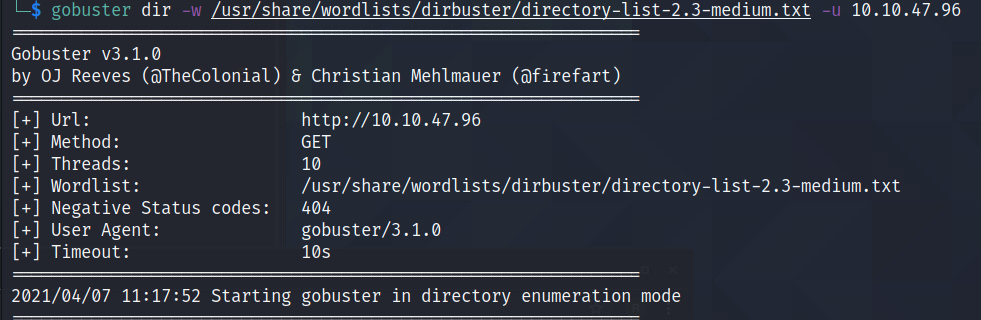 └─$ gobuster dir -w /usr/share/wordlists/dirbuster/directory-list-2.3-medium.txt -u 10.10.47.96
===============================================================
Gobuster v3.1.0
by OJ Reeves (@TheColonial) & Christian Mehlmauer (@firefart)
===============================================================
[+] Url:                     http://10.10.47.96
[+] Method:                  GET
[+] Threads:                 10
[+] Wordlist:                /usr/share/wordlists/dirbuster/directory-list-2.3-medium.txt
[+] Negative Status codes:   404
[+] User Agent:              gobuster/3.1.0
[+] Timeout:                 10s
===============================================================
2021/04/07 11:17:52 Starting gobuster in directory enumeration mode
===============================================================